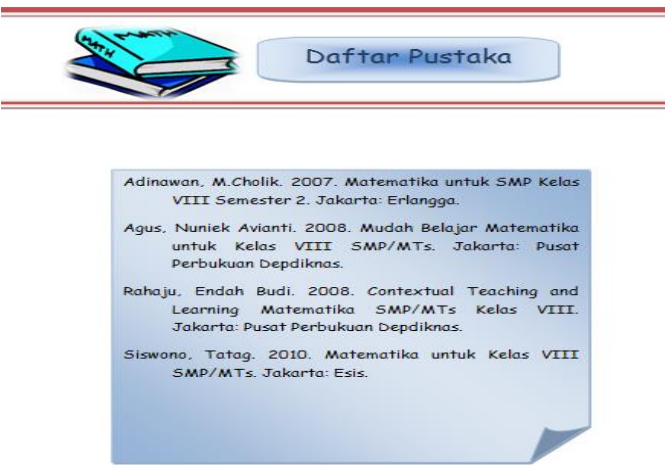 MATH
MATH
Daftar Pustaka
Adinawan, M.Cholik. 2007. Matematika untuk SMP Kelas
VIII Semester 2. Jakarta: Erlangga.
Agus, Nuniek Avianti. 2008. Mudah Belajar Matematika
untuk Kelas VIII SMP/MTs. Jakarta: Pusat
Perbukuan Depdiknas.
Rahaju, Endah Budi. 2008. Contextual Teaching and
Learning Matematika SMP/MTs Kelas VIII.
Jakarta: Pusat Perbukuan Depdiknas.
Siswono, Tatag. 2010. Matematika untuk Kelas VIII
SMP/MTs. Jakarta: Esis.